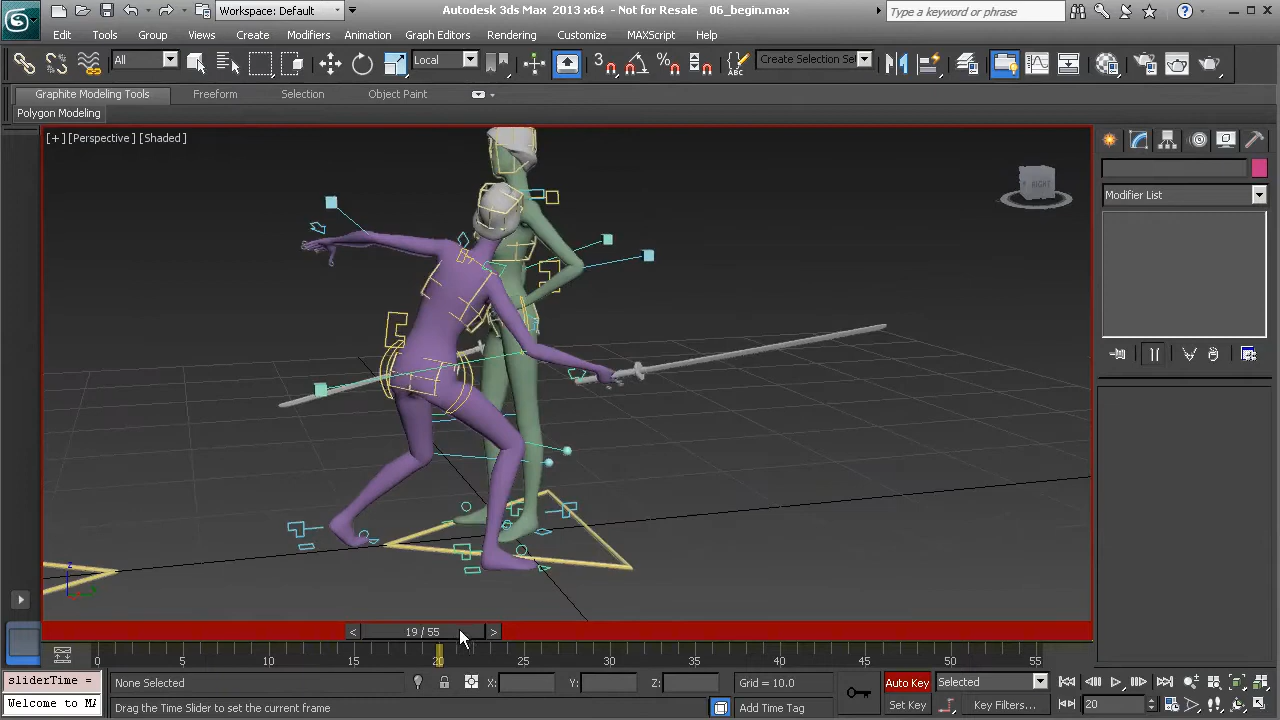 Autodesk 3ds Max 2013 x64 - Not for Resale 06_begin.max
Workspace: Default
Type a keyword or phrase
Edit Tools Group Views Create Modifiers Animation Graph Editors Rendering Customize MAXScript Help
All
Local
Create Selection Se
Graphite Modeling Tools Freeform Selection Object Paint
Polygon Modeling
[+] [Perspective] [Shaded]
RIGHT
Modifier List
< 19 / 55 >
0 5 10 15 20 25 30 35 40 45 50 55
sliderTime =
None Selected
X: Y: Z:
Grid = 10.0
Auto Key
Selected
Welcome to MA
Drag the Time Slider to set the current frame
Add Time Tag
Set Key
Key Filters...
20